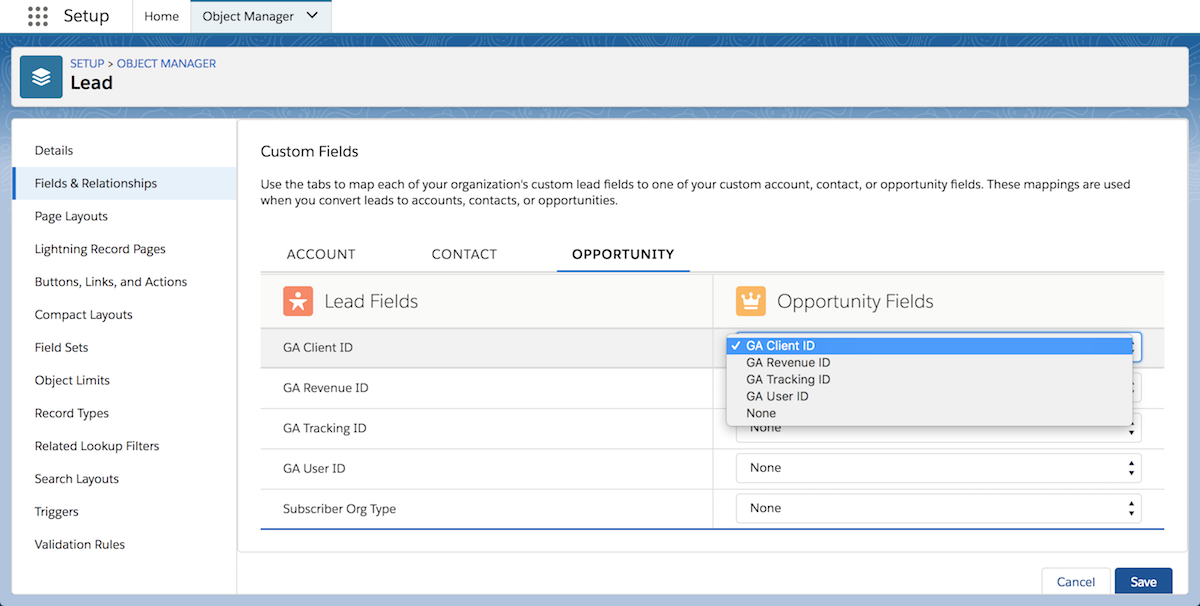 Setup
Home
Object Manager
SETUP > OBJECT MANAGER
Lead
Details
Fields & Relationships
Page Layouts
Lightning Record Pages
Buttons, Links, and Actions
Compact Layouts
Field Sets
Object Limits
Record Types
Related Lookup Filters
Search Layouts
Triggers
Validation Rules
Custom Fields
Use the tabs to map each of your organization's custom lead fields to one of your custom account, contact, or opportunity fields. These mappings are used
when you convert leads to accounts, contacts, or opportunities.
ACCOUNT CONTACT OPPORTUNITY
Lead Fields Opportunity Fields
GA Client ID
GA Revenue ID
GA Tracking ID
GA User ID
Subscriber Org Type
✓ GA Client ID
GA Revenue ID
GA Tracking ID
GA User ID
None
None
None
None
Cancel Save